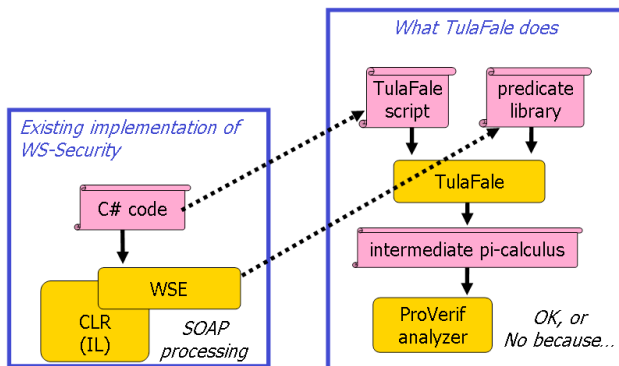 What TulaFale does
TulaFale
script
predicate
library
Existing implementation of
WS-Security
TulaFale
C# code
intermediate pi-calculus
WSE
CLR
(IL)
SOAP
processing
ProVerif
analyzer
OK, or
No because...